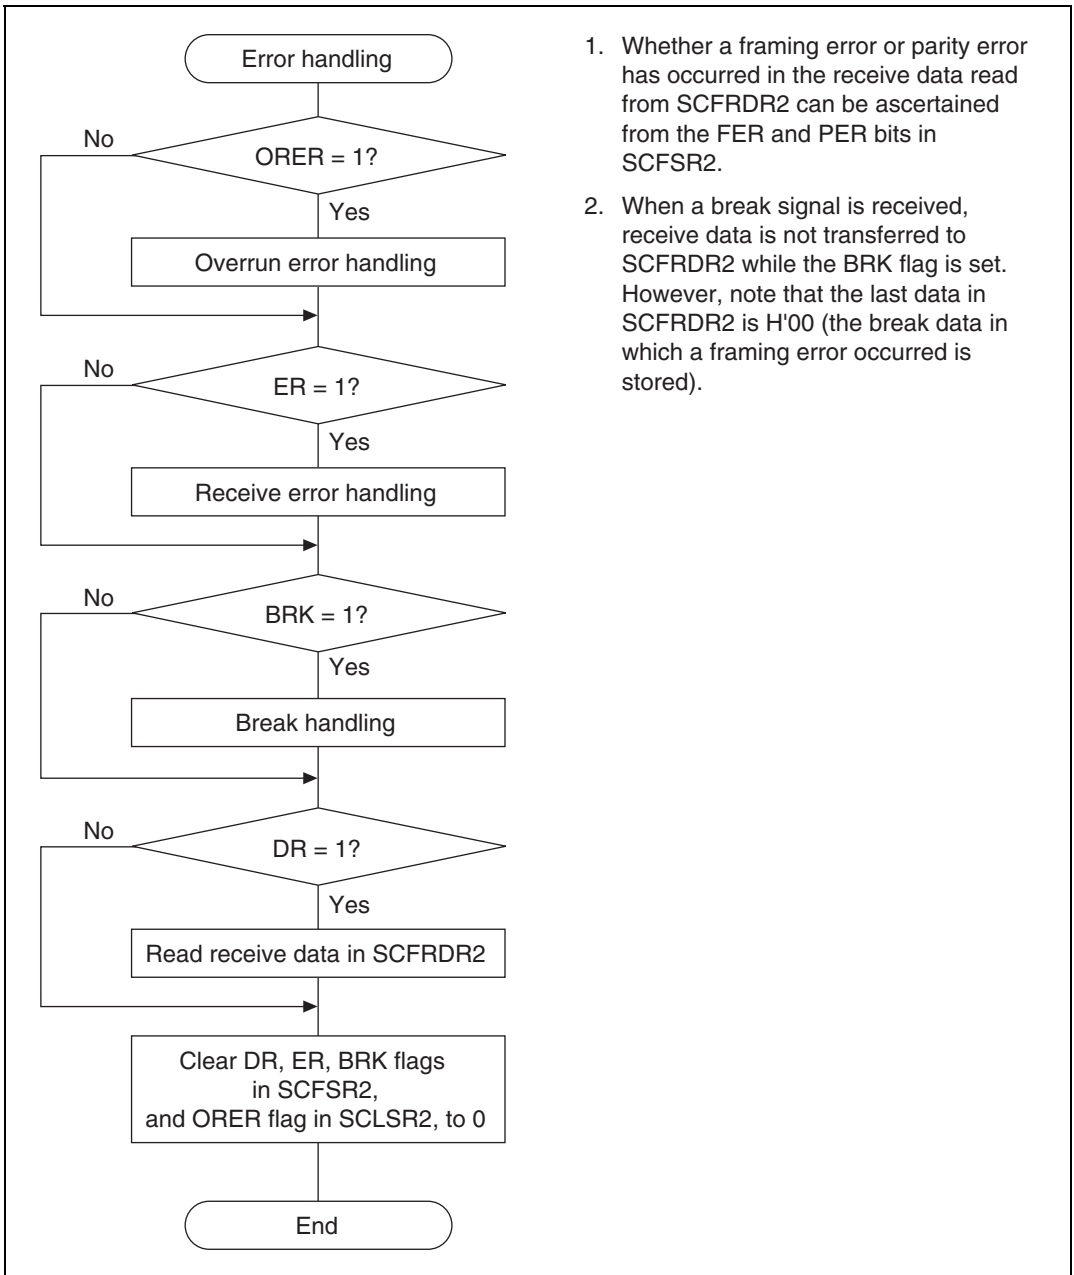 Error handling
No
ORER = 1?
Yes
Overrun error handling
No
ER = 1?
Yes
Receive error handling
No
BRK = 1?
Yes
Break handling
No
DR = 1?
Yes
Read receive data in SCFRDR2
Clear DR, ER, BRK flags
in SCFSR2,
and ORER flag in SCLSR2, to 0
End
1. Whether a framing error or parity error
has occurred in the receive data read
from SCFRDR2 can be ascertained
from the FER and PER bits in
SCFSR2.
2. When a break signal is received,
receive data is not transferred to
SCFRDR2 while the BRK flag is set.
However, note that the last data in
SCFRDR2 is H'00 (the break data in
which a framing error occurred is
stored).